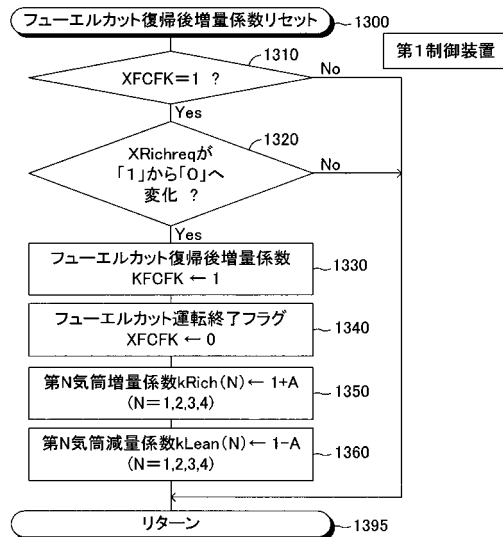 フューエルカット復帰後増量係数リセット
1300
第1制御装置
1310
XFCFK=1 ?
No
Yes
1320
XRichreqが
「1」から「0」へ
変化 ?
No
Yes
フューエルカット復帰後増量係数
KFCFK ← 1
1330
フューエルカット運転終了フラグ
XFCFK ← 0
1340
第N気筒増量係数kRich(N)← 1+A
(N=1,2,3,4)
1350
第N気筒減量係数kLean(N)← 1-A
(N=1,2,3,4)
1360
リターン
1395